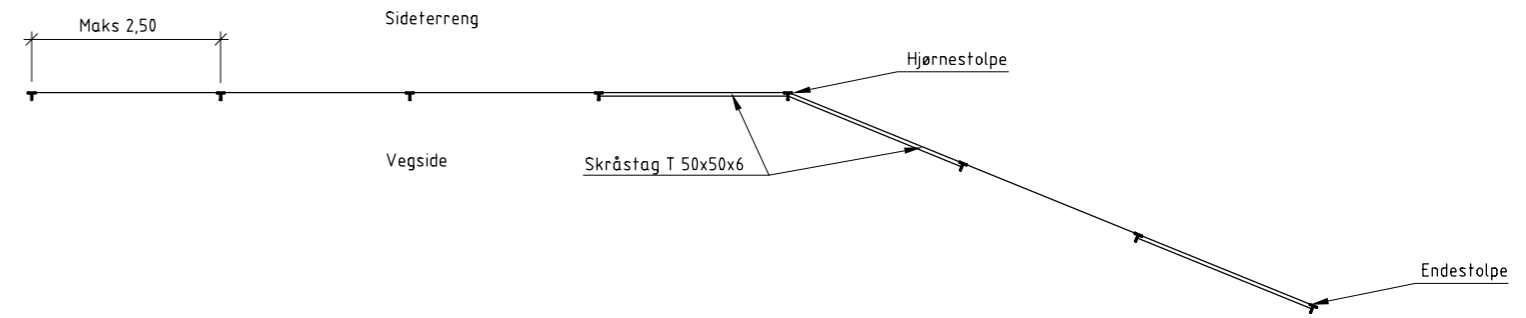 Sideterreng
Maks 2,50
Hjørnestolpe
Vegside
Skråstag T 50x50x6
Endestolpe